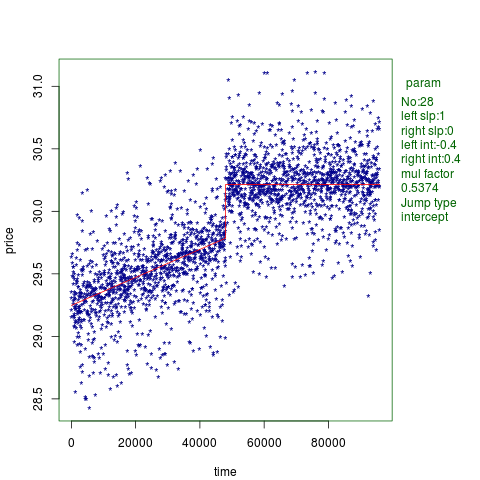 param
No:28
left slp:1
right slp:0
left int:-0.4
right int:0.4
mul factor
0.5374
Jump type
intercept
price
31.0
30.5
30.0
29.5
29.0
28.5
0 20000 40000 60000 80000
time